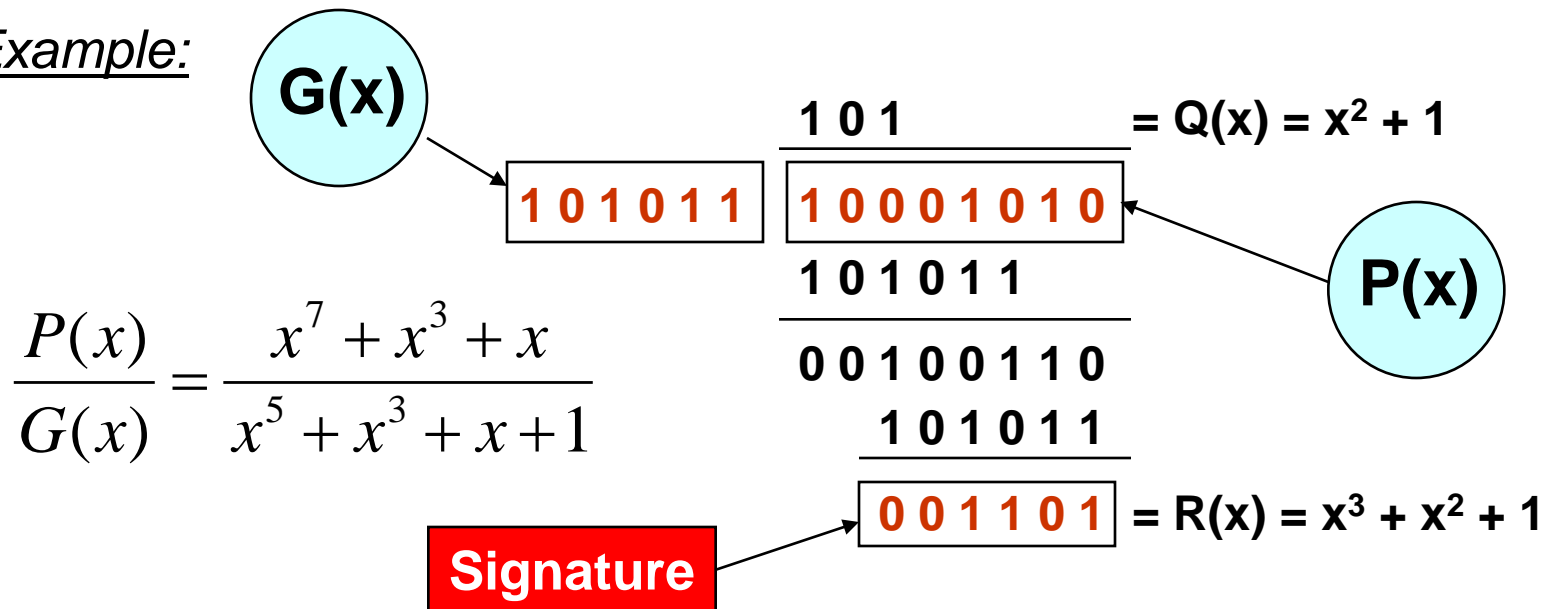 Example:
G(x)
1 0 1 = Q(x) = x² + 1
1 0 1 0 1 1 1 0 0 0 1 0 1 0
1 0 1 0 1 1
P(x)
P(x)/G(x) = (x⁷ + x³ + x)/(x⁵ + x³ + x + 1)
0 0 1 0 0 1 1 0
1 0 1 0 1 1
0 0 1 1 0 1 = R(x) = x³ + x² + 1
Signature